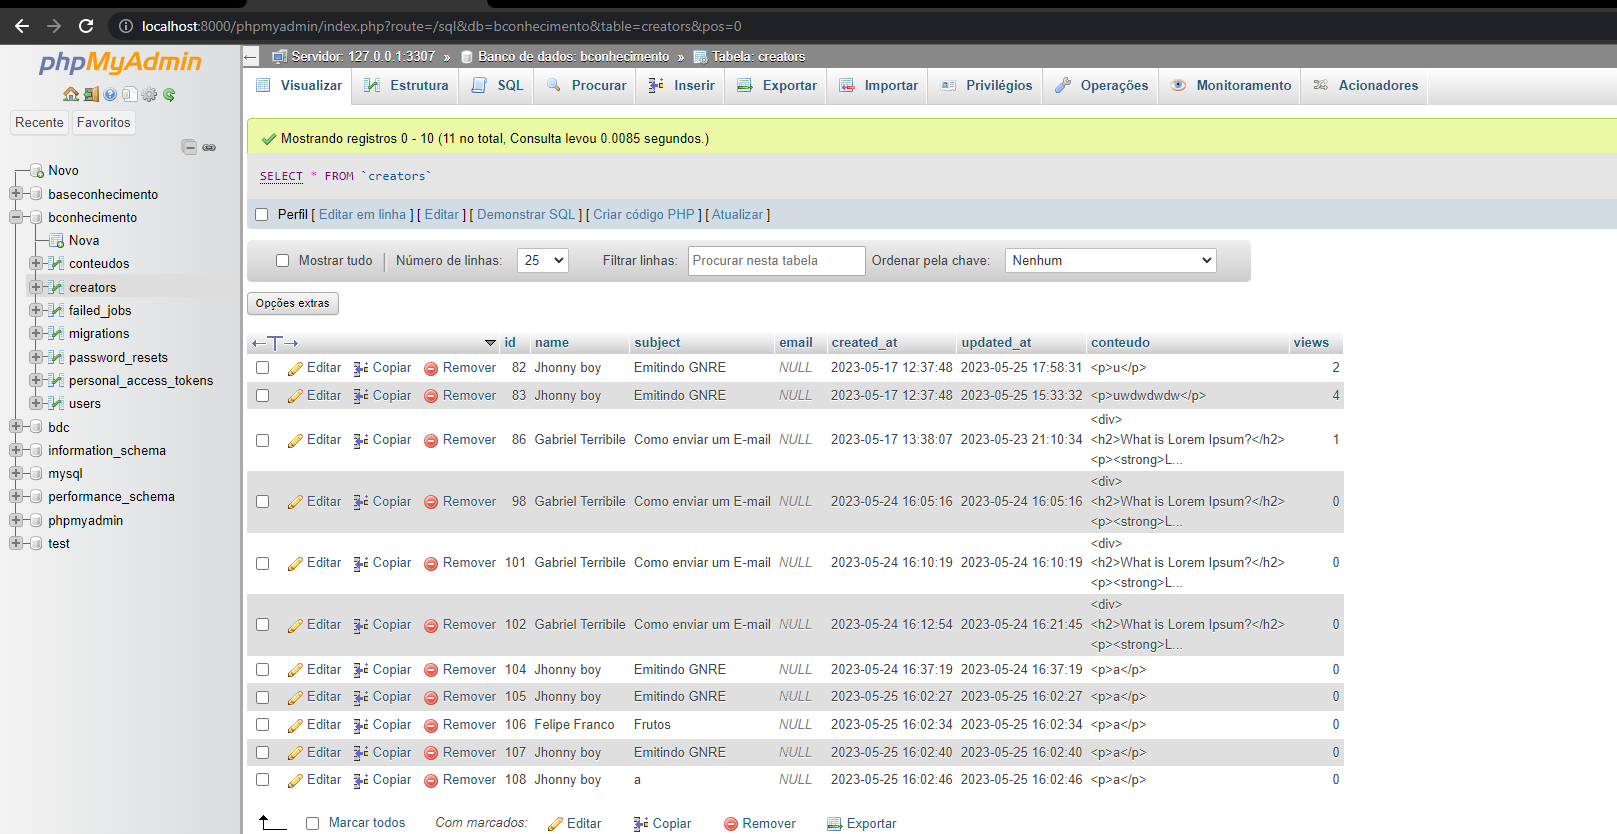 localhost:8000/phpmyadmin/index.php?route=/sql&db=bconhecimento&table=creators&pos=0
phpMyAdmin
Recente Favoritos
Novo
baseconhecimento
bconhecimento
Nova
conteudos
creators
failed_jobs
migrations
password_resets
personal_access_tokens
users
bdc
information_schema
mysql
performance_schema
phpmyadmin
test
Servidor: 127.0.0.1:3307 » Banco de dados: bconhecimento » Tabela: creators
Visualizar Estrutura SQL Procurar Inserir Exportar Importar Privilégios Operações Monitoramento Acionadores
Mostrando registros 0 - 10 (11 no total, Consulta levou 0.0085 segundos.)
SELECT * FROM `creators`
Perfil [ Editar em linha ] [ Editar ] [ Demonstrar SQL ] [ Criar código PHP ] [ Atualizar ]
Mostrar tudo Número de linhas: 25 Filtrar linhas: Procurar nesta tabela Ordenar pela chave: Nenhum
Opções extras
id name subject email created_at updated_at conteudo views
Editar Copiar Remover 82 Jhonny boy Emitindo GNRE NULL 2023-05-17 12:37:48 2023-05-25 17:58:31 <p>u</p> 2
Editar Copiar Remover 83 Jhonny boy Emitindo GNRE NULL 2023-05-17 12:37:48 2023-05-25 15:33:32 <p>uwdwdwdw</p> 4
<div>
Editar Copiar Remover 86 Gabriel Terribile Como enviar um E-mail NULL 2023-05-17 13:38:07 2023-05-23 21:10:34 <h2>What is Lorem Ipsum?</h2> 1
<p><strong>L...
<div>
Editar Copiar Remover 98 Gabriel Terribile Como enviar um E-mail NULL 2023-05-24 16:05:16 2023-05-24 16:05:16 <h2>What is Lorem Ipsum?</h2> 0
<p><strong>L...
<div>
Editar Copiar Remover 101 Gabriel Terribile Como enviar um E-mail NULL 2023-05-24 16:10:19 2023-05-24 16:10:19 <h2>What is Lorem Ipsum?</h2> 0
<p><strong>L...
<div>
Editar Copiar Remover 102 Gabriel Terribile Como enviar um E-mail NULL 2023-05-24 16:12:54 2023-05-24 16:21:45 <h2>What is Lorem Ipsum?</h2> 0
<p><strong>L...
Editar Copiar Remover 104 Jhonny boy Emitindo GNRE NULL 2023-05-24 16:37:19 2023-05-24 16:37:19 <p>a</p> 0
Editar Copiar Remover 105 Jhonny boy Emitindo GNRE NULL 2023-05-25 16:02:27 2023-05-25 16:02:27 <p>a</p> 0
Editar Copiar Remover 106 Felipe Franco Frutos NULL 2023-05-25 16:02:34 2023-05-25 16:02:34 <p>a</p> 0
Editar Copiar Remover 107 Jhonny boy Emitindo GNRE NULL 2023-05-25 16:02:40 2023-05-25 16:02:40 <p>a</p> 0
Editar Copiar Remover 108 Jhonny boy a NULL 2023-05-25 16:02:46 2023-05-25 16:02:46 <p>a</p> 0
Marcar todos Com marcados: Editar Copiar Remover Exportar